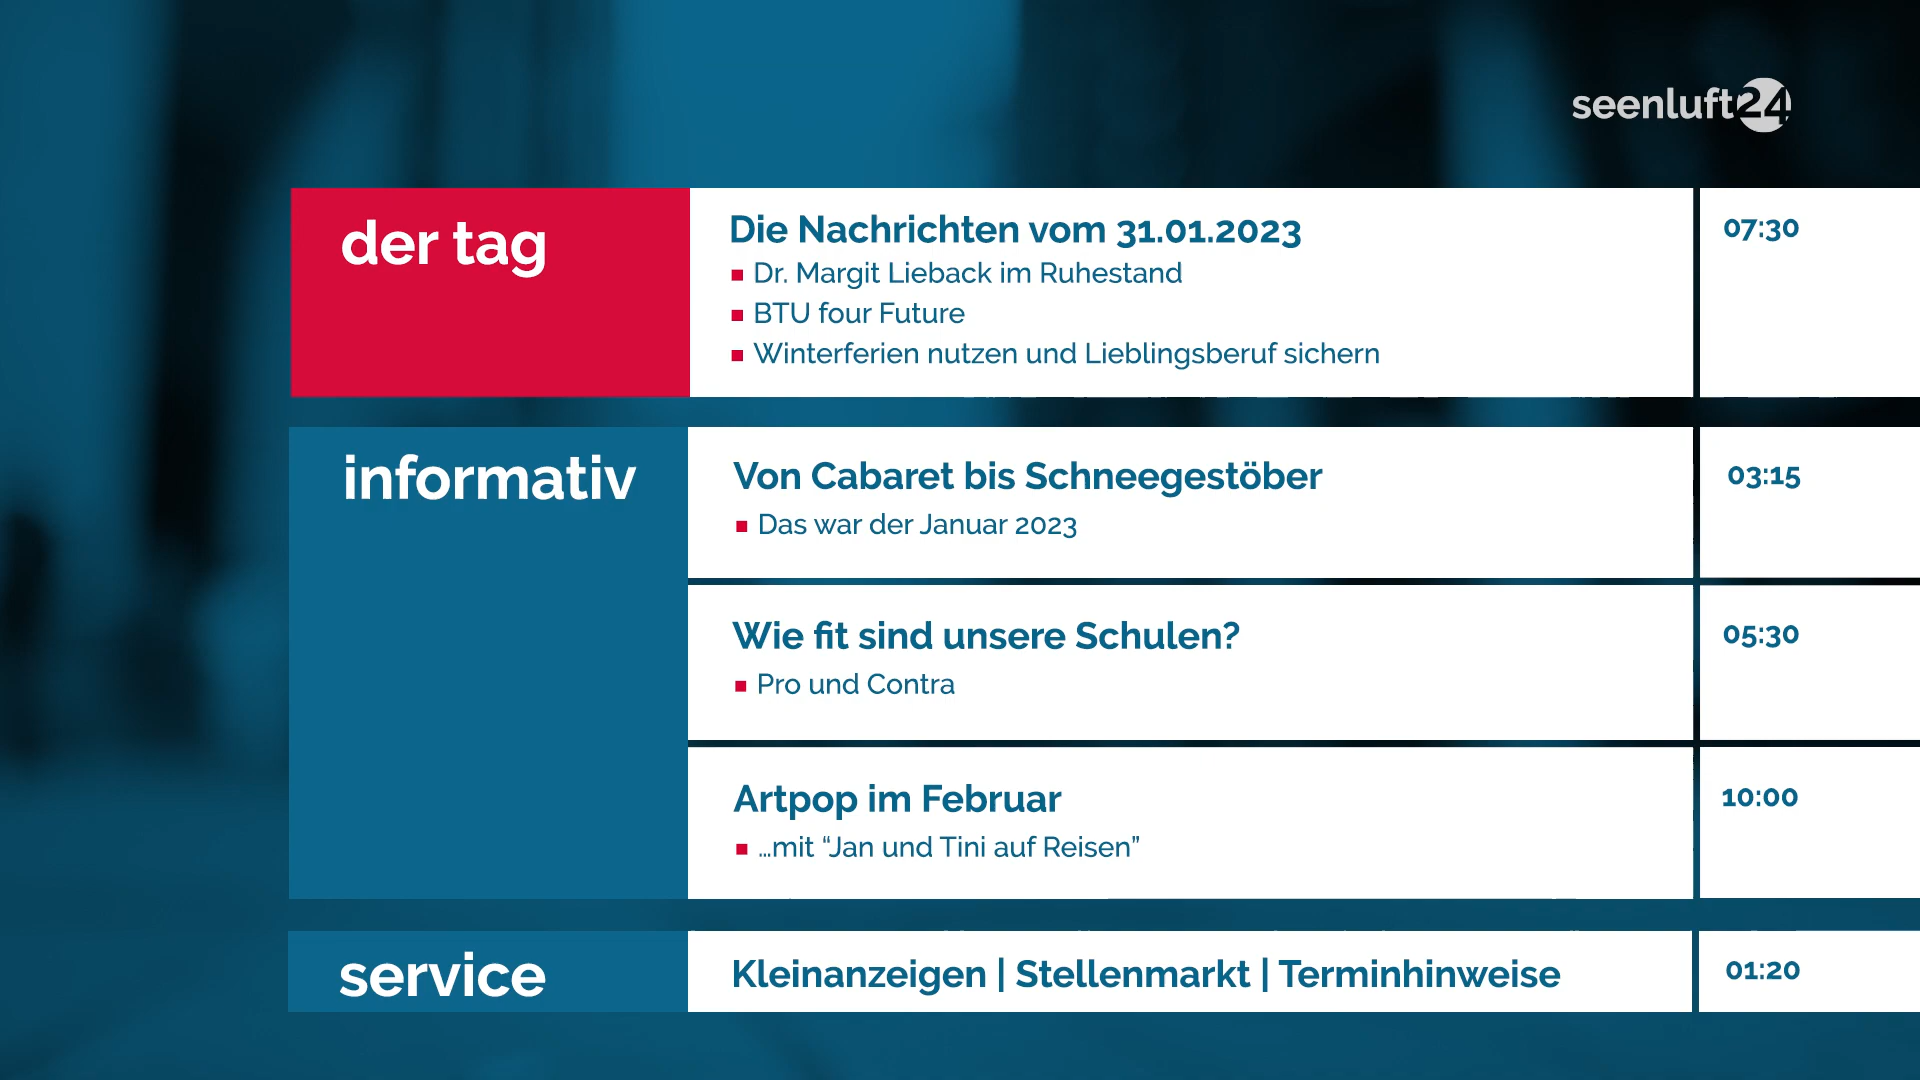 seenluft24
der tag
Die Nachrichten vom 31.01.2023
07:30
Dr. Margit Lieback im Ruhestand
BTU four Future
Winterferien nutzen und Lieblingsberuf sichern
informativ
Von Cabaret bis Schneegestöber
03:15
Das war der Januar 2023
Wie fit sind unsere Schulen?
05:30
Pro und Contra
Artpop im Februar
10:00
...mit “Jan und Tini auf Reisen”
service
Kleinanzeigen | Stellenmarkt | Terminhinweise
01:20